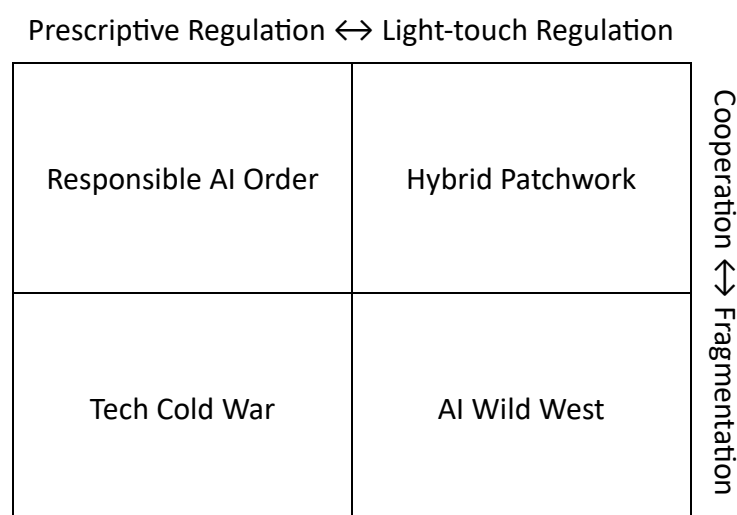 Prescriptive Regulation ↔ Light-touch Regulation
Responsible AI Order
Hybrid Patchwork
Cooperation ↔ Fragmentation
Tech Cold War
AI Wild West